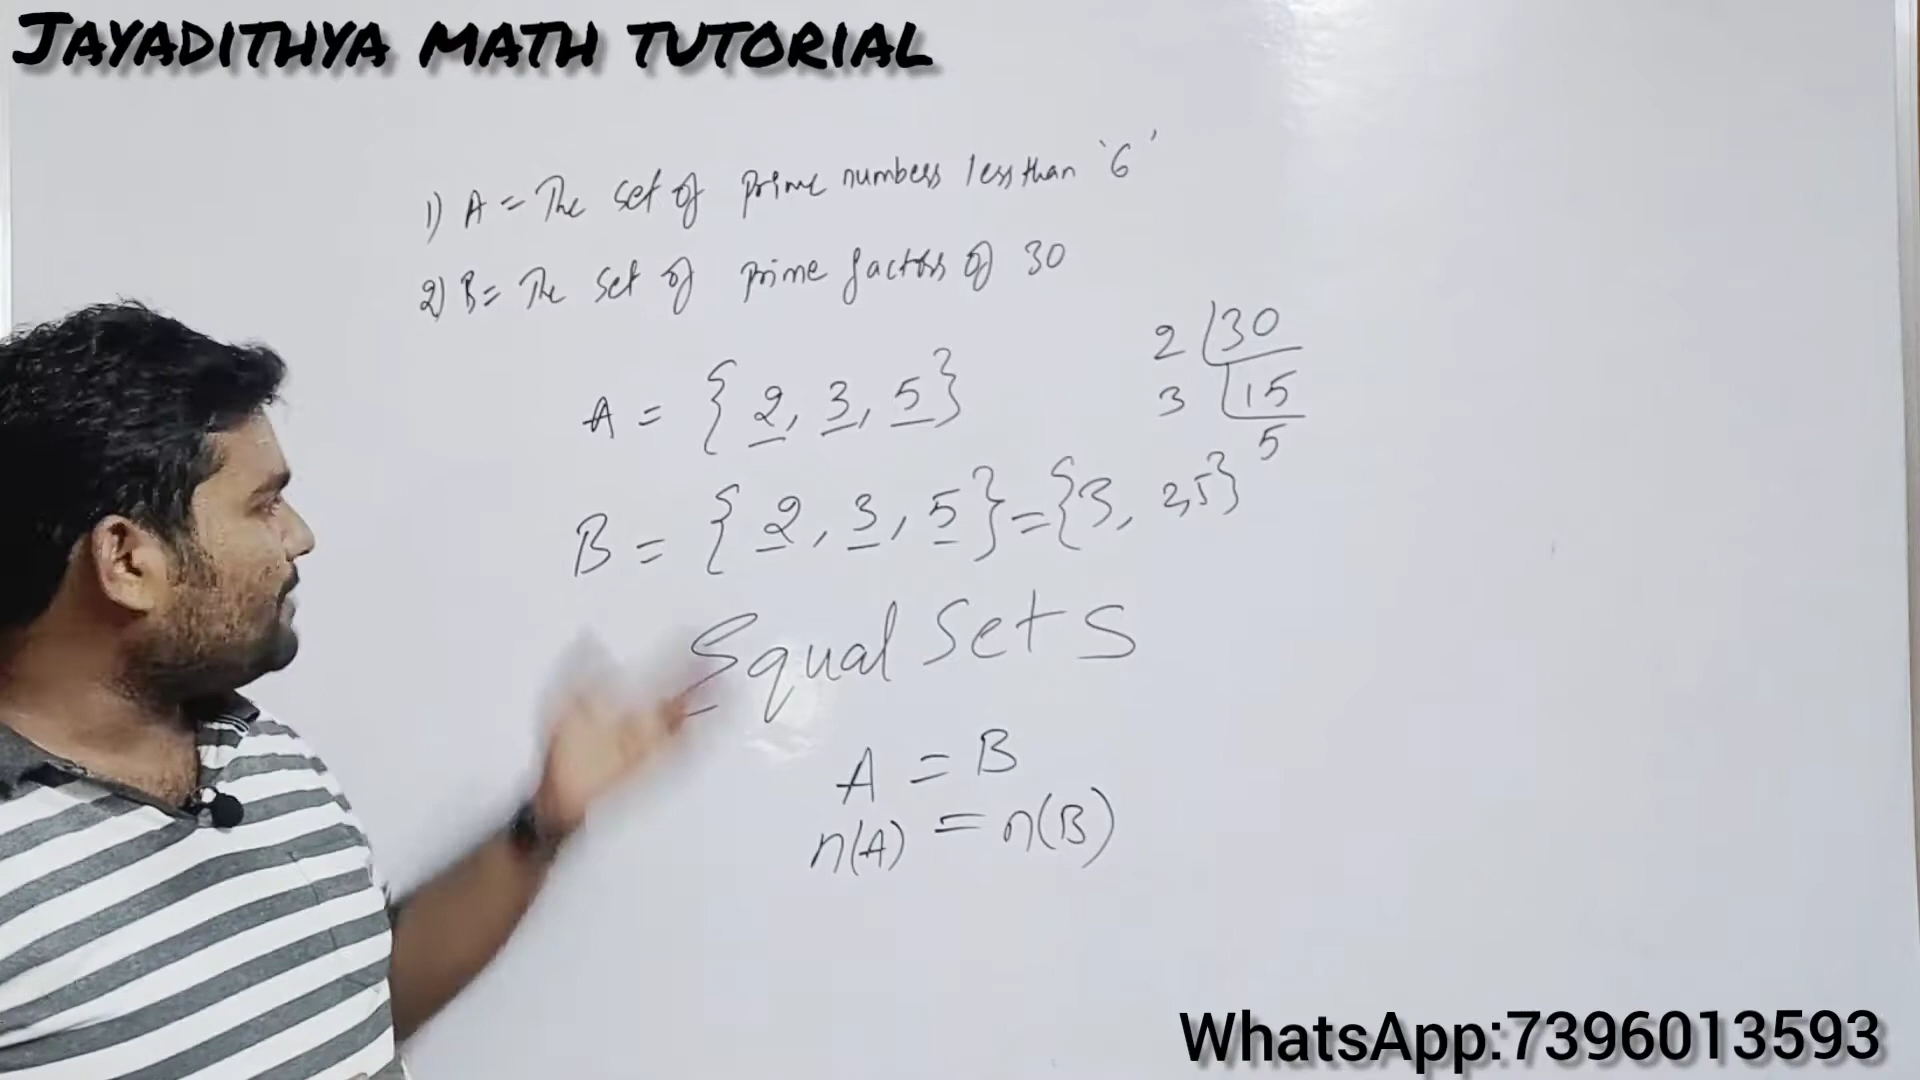 JAYADITHYA MATH TUTORIAL
1) A = The set of prime numbers less than '6'
2) B = The set of prime factors of 30
2 | 30
3 | 15
5
A = { 2, 3, 5 }
B = { 2, 3, 5 } = { 3, 2, 5 }
Equal Sets
A = B
n(A) = n(B)
WhatsApp:7396013593